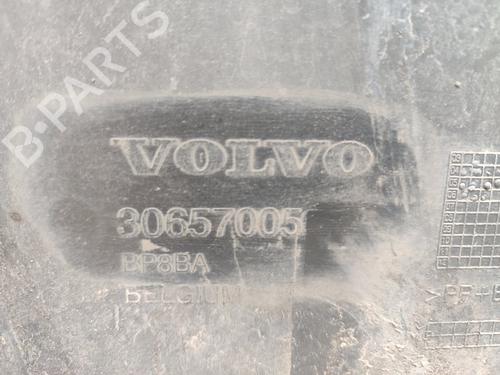 B-PARTS
VOLVO
30657005
BP8BA
BELGIUM